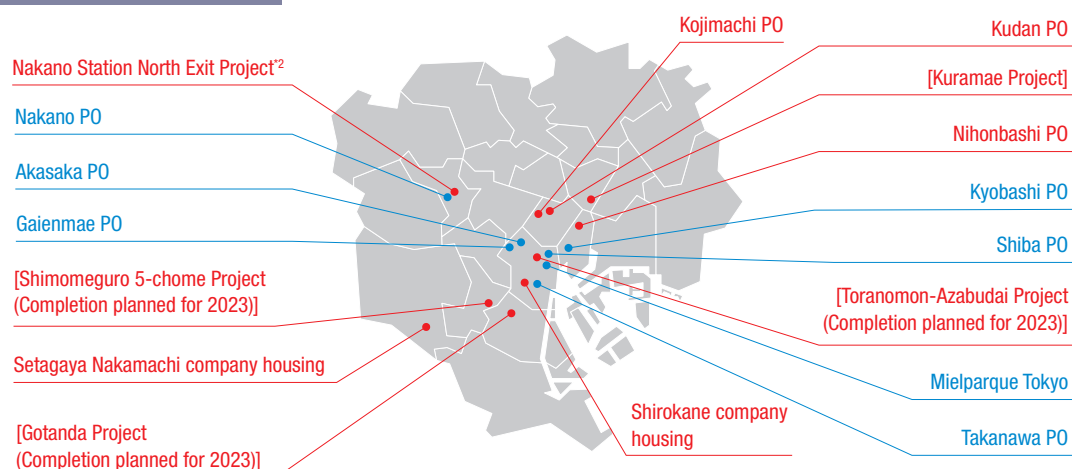 Kojimachi PO
Kudan PO
Nakano Station North Exit Project*2
[Kuramae Project]
Nakano PO
Nihonbashi PO
Akasaka PO
Kyobashi PO
Gaienmae PO
Shiba PO
[Shimomeguro 5-chome Project
(Completion planned for 2023)]
[Toranomon-Azabudai Project
(Completion planned for 2023)]
Setagaya Nakamachi company housing
Mielparque Tokyo
Shirokane company
housing
[Gotanda Project
(Completion planned for 2023)]
Takanawa PO